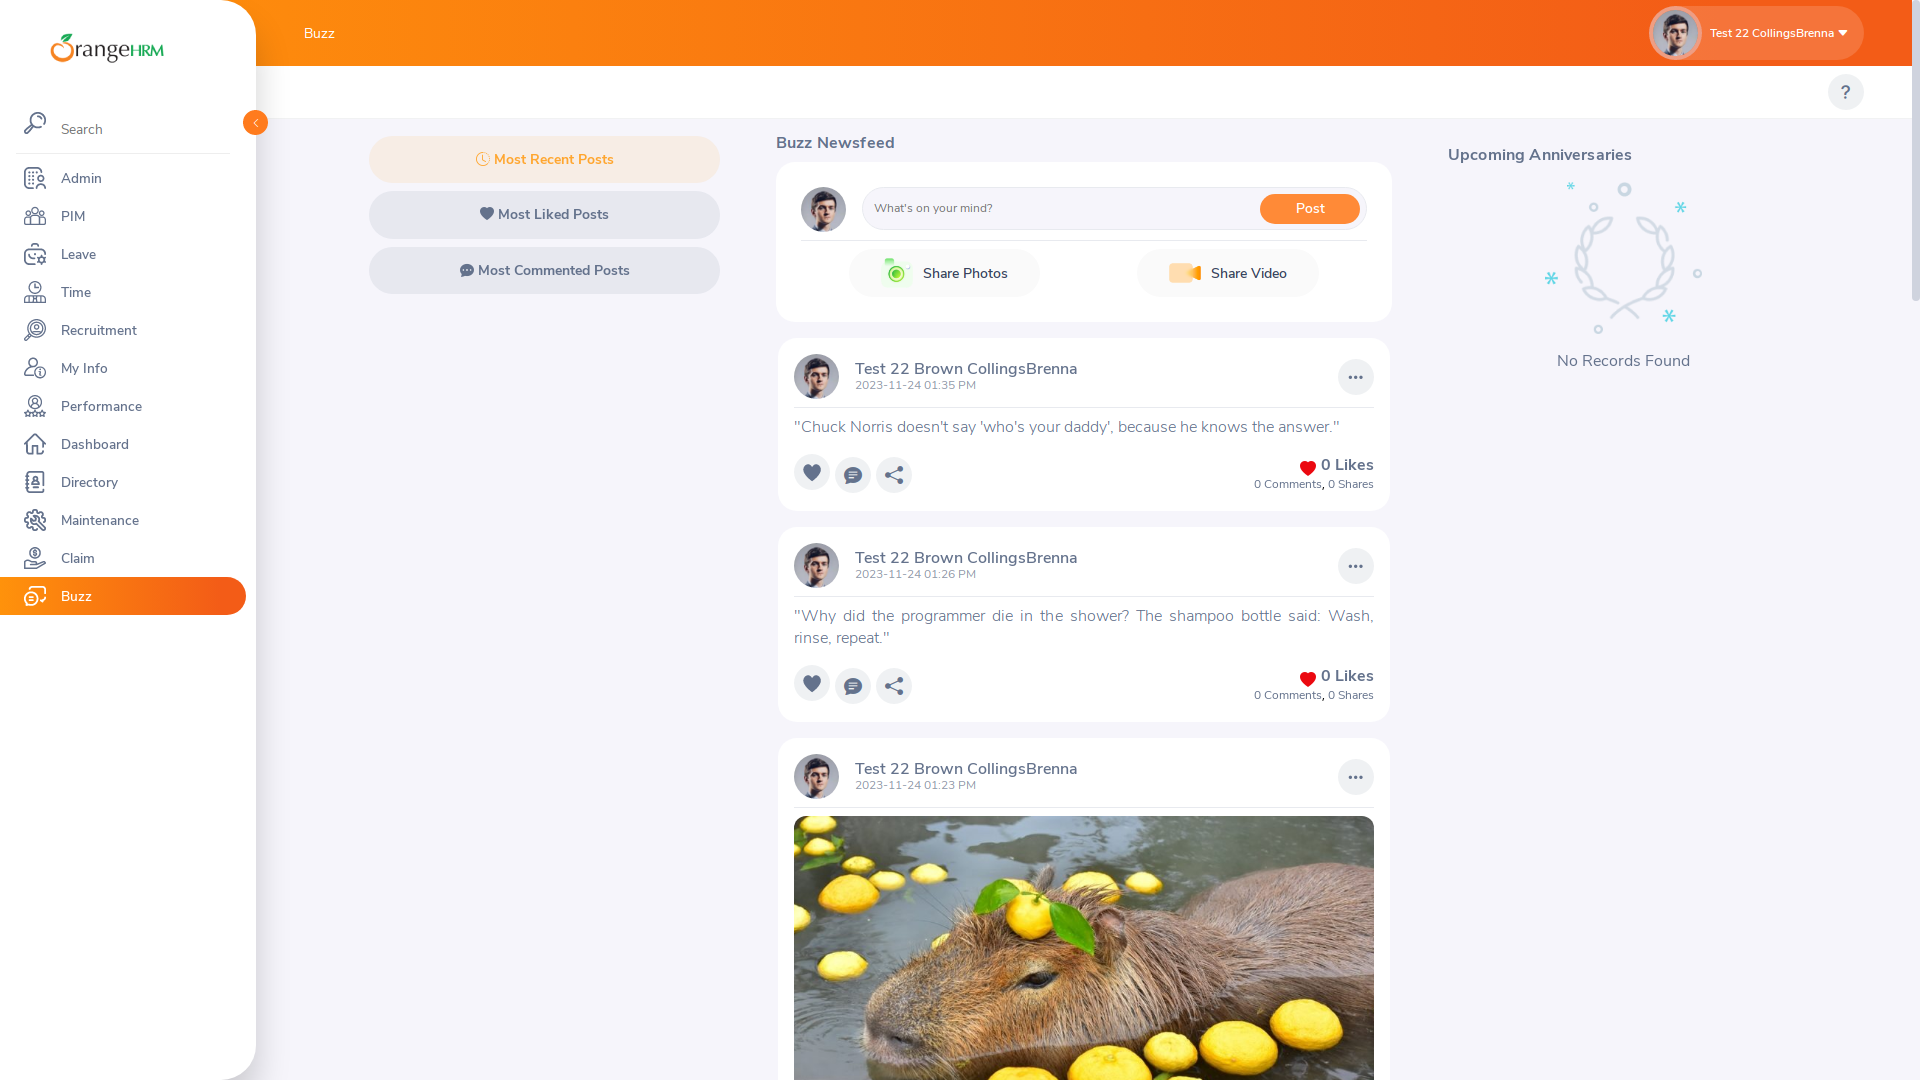 rangeHRM
Search
Admin
PIM
Leave
Time
Recruitment
My Info
Performance
Dashboard
Directory
Maintenance
Claim
Buzz
Buzz
Test 22 CollingsBrenna
?
Most Recent Posts
Most Liked Posts
Most Commented Posts
Buzz Newsfeed
What's on your mind?
Post
Share Photos
Share Video
Test 22 Brown CollingsBrenna
2023-11-24 01:35 PM
"Chuck Norris doesn't say 'who's your daddy', because he knows the answer."
0 Likes
0 Comments, 0 Shares
Test 22 Brown CollingsBrenna
2023-11-24 01:26 PM
"Why did the programmer die in the shower? The shampoo bottle said: Wash,
rinse, repeat."
0 Likes
0 Comments, 0 Shares
Test 22 Brown CollingsBrenna
2023-11-24 01:23 PM
Upcoming Anniversaries
No Records Found